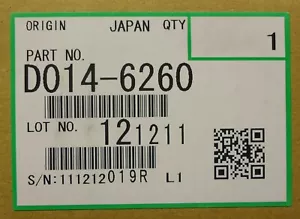 ORIGIN JAPAN QTY
1
PART NO.
D014-6260
LOT NO. 121211
S/N:111212019R L1